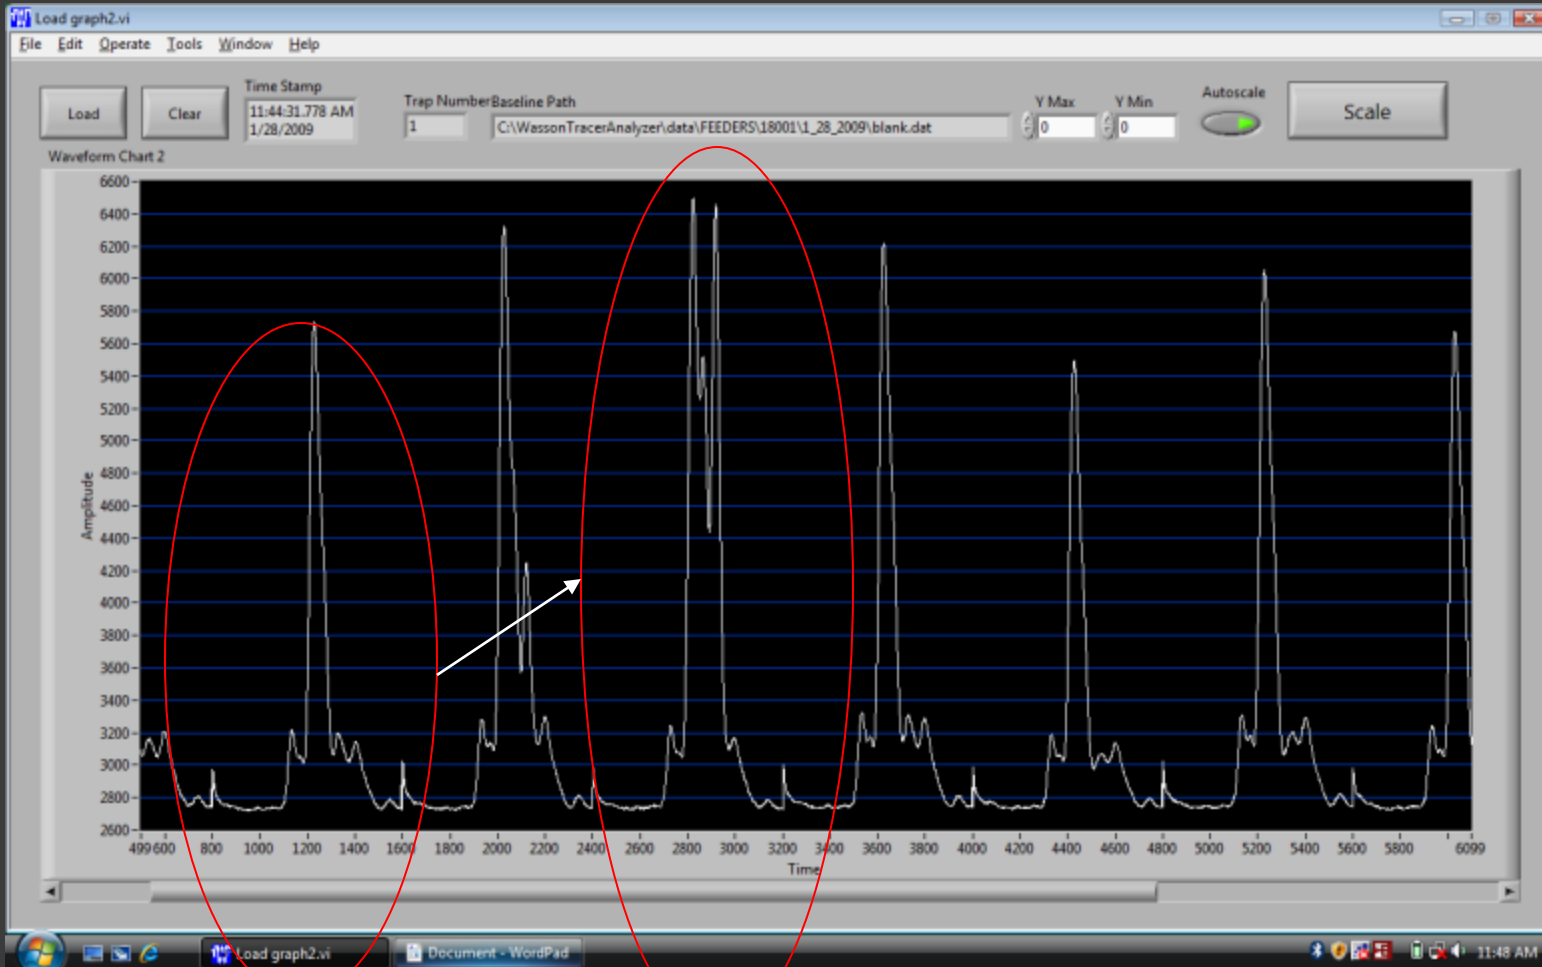 Load graph2.vi
File Edit Operate Tools Window Help
Load
Clear
Time Stamp
11:44:31.778 AM
1/28/2009
Trap Number
1
Baseline Path
C:\WassonTracerAnalyzer\data\FEEDERS\18001\1_28_2009\blank.dat
Y Max
0
Y Min
0
Autoscale
Scale
Waveform Chart 2
6600
6400
6200
6000
5800
5600
5400
5200
5000
4800
4600
4400
4200
4000
3800
3600
3400
3200
3000
2800
2600
Amplitude
499 600 800 1000 1200 1400 1600 1800 2000 2200 2400 2600 2800 3000 3200 3400 3600 3800 4000 4200 4400 4600 4800 5000 5200 5400 5600 5800 6099
Time
Load graph2.vi
Document - WordPad
11:48 AM